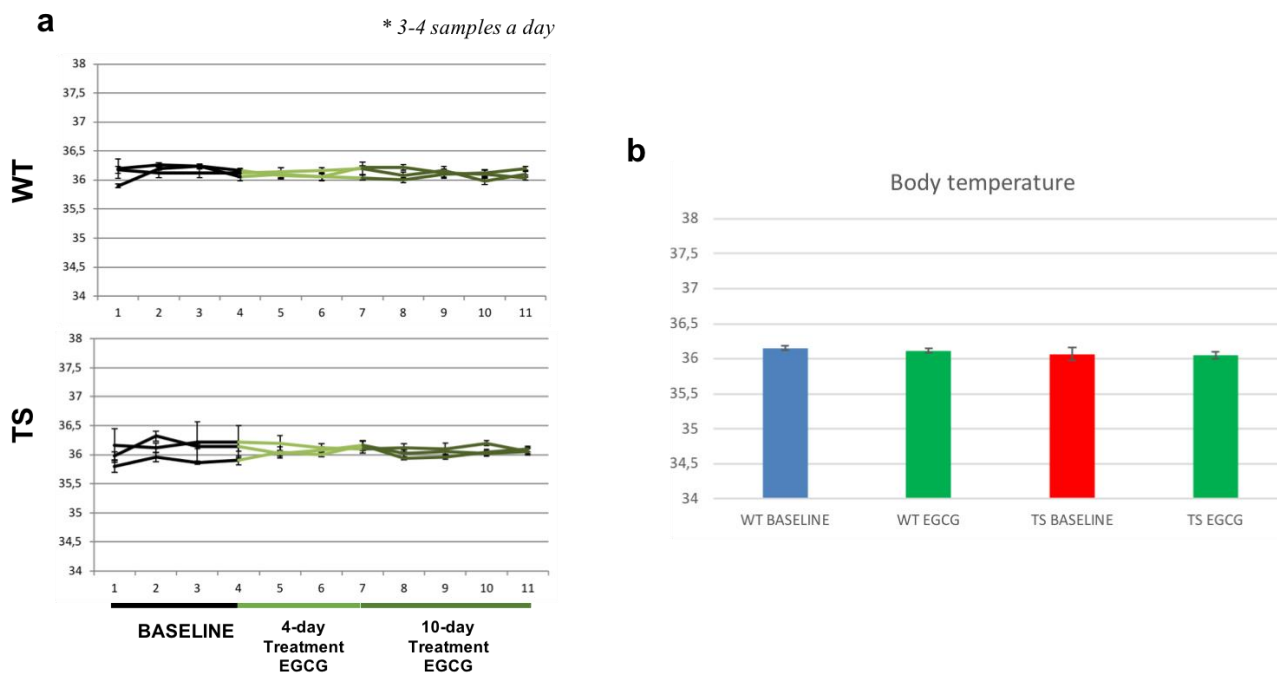 a
* 3-4 samples a day
WT
38
37,5
37
36,5
36
35,5
35
34,5
34
1 2 3 4 5 6 7 8 9 10 11
TS
38
37,5
37
36,5
36
35,5
35
34,5
34
1 2 3 4 5 6 7 8 9 10 11
BASELINE
4-day
Treatment
EGCG
10-day
Treatment
EGCG
b
Body temperature
38
37,5
37
36,5
36
35,5
35
34,5
34
WT BASELINE WT EGCG TS BASELINE TS EGCG